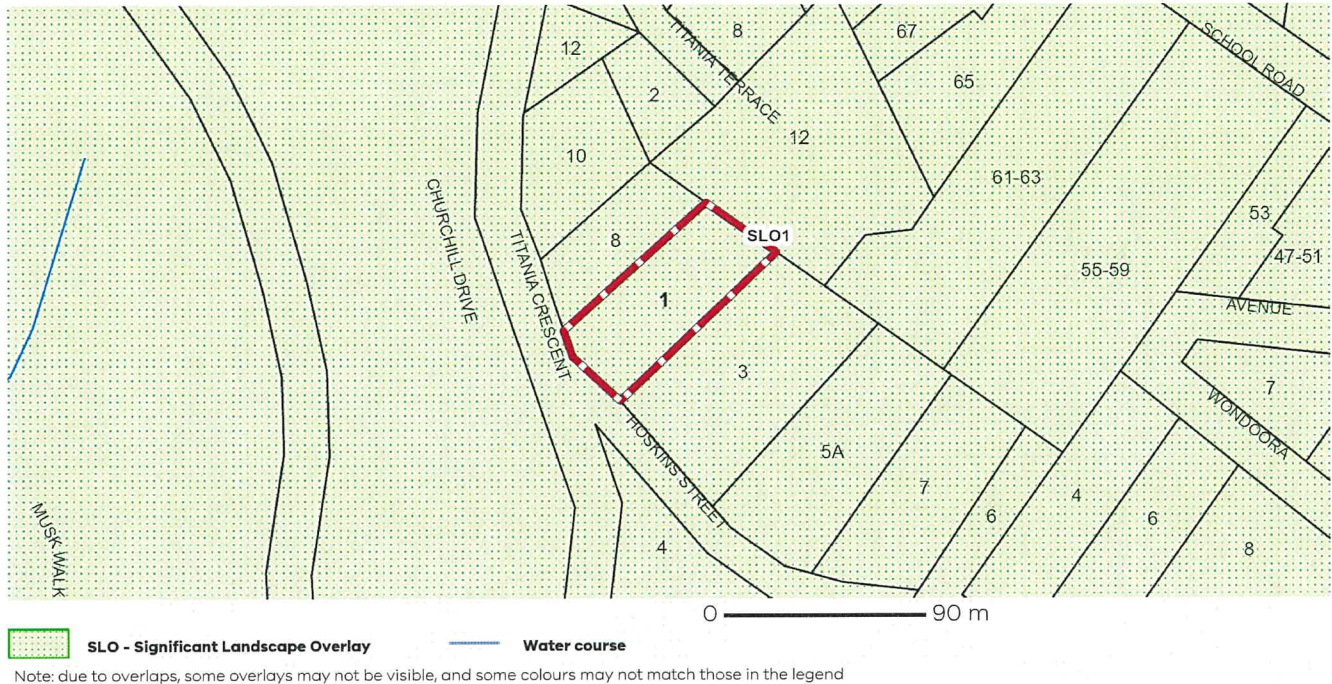 8
67
SCHOOL ROAD
12
TITANIA TERRACE
65
2
12
10
61-63
53
CHURCHILL DRIVE
TITANIA CRESCENT
8
SLO1
47-51
55-59
1
AVENUE
3
7
WONDOORA
HOSKINS STREET
5A
7
4
6
6
MUSK WALK
4
8
0 90 m
SLO - Significant Landscape Overlay Water course
Note: due to overlaps, some overlays may not be visible, and some colours may not match those in the legend